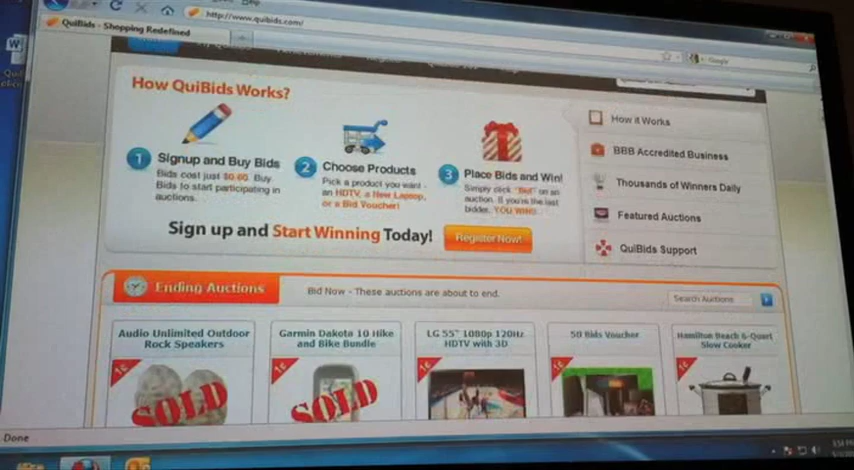 http://www.quibids.com/
QuiBids - Shopping Redefined
Google
How QuiBids Works?
1
Signup and Buy Bids
Bids cost just $0.60. Buy
Bids to start participating in
auctions.
2
Choose Products
Pick a product you want -
an HDTV, a New Laptop,
or a Bid Voucher!
3
Place Bids and Win!
Simply click "Bid" on an
auction. If you're the last
bidder, YOU WIN!
Sign up and Start Winning Today!
Register Now!
How it Works
BBB Accredited Business
Thousands of Winners Daily
Featured Auctions
QuiBids Support
Ending Auctions
Bid Now - These auctions are about to end.
Search Auctions
Audio Unlimited Outdoor
Rock Speakers
1¢
SOLD
Garmin Dakota 10 Hike
and Bike Bundle
1¢
SOLD
LG 55" 1080p 120Hz
HDTV with 3D
1¢
50 Bids Voucher
1¢
Hamilton Beach 6-Quart
Slow Cooker
1¢
Done